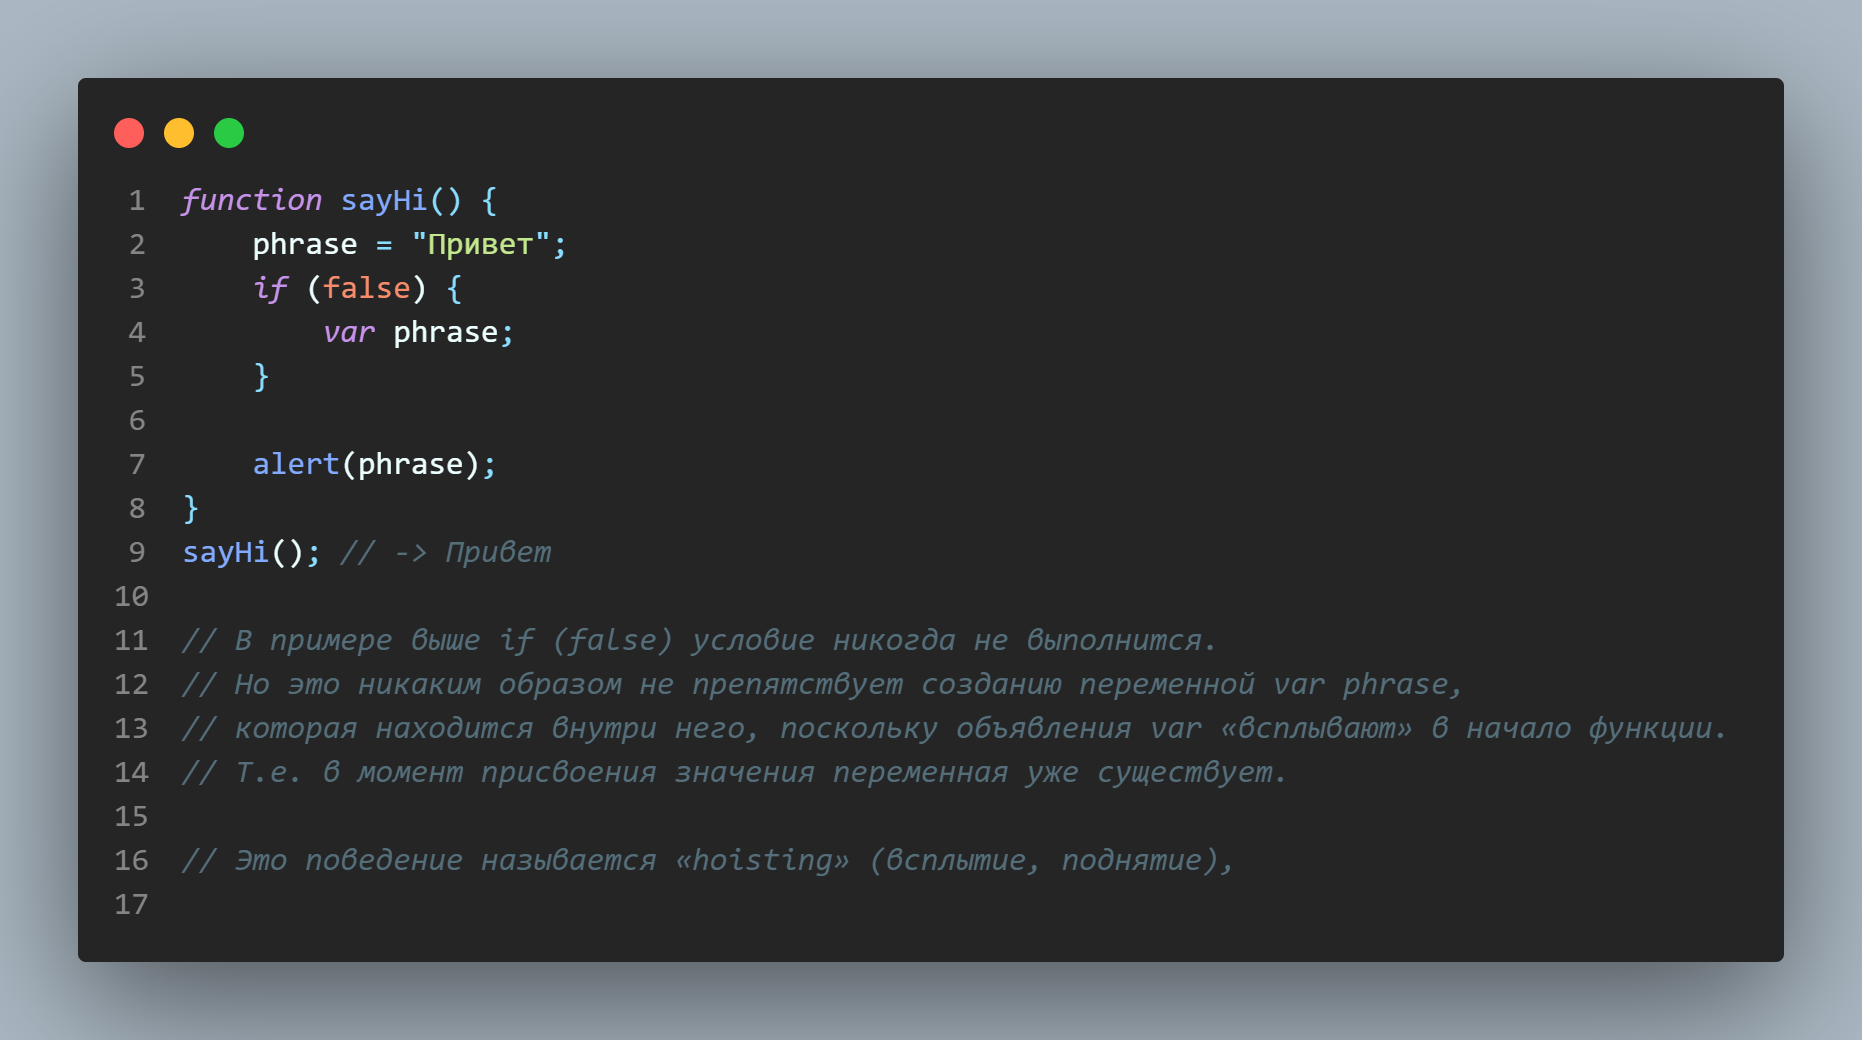 1 function sayHi() {
2     phrase = "Привет";
3     if (false) {
4         var phrase;
5     }
6
7     alert(phrase);
8 }
9 sayHi(); // -> Привет
10
11 // В примере выше if (false) условие никогда не выполнится.
12 // Но это никаким образом не препятствует созданию переменной var phrase,
13 // которая находится внутри него, поскольку объявления var «всплывают» в начало функции.
14 // Т.е. в момент присвоения значения переменная уже существует.
15
16 // Это поведение называется «hoisting» (всплытие, поднятие),
17